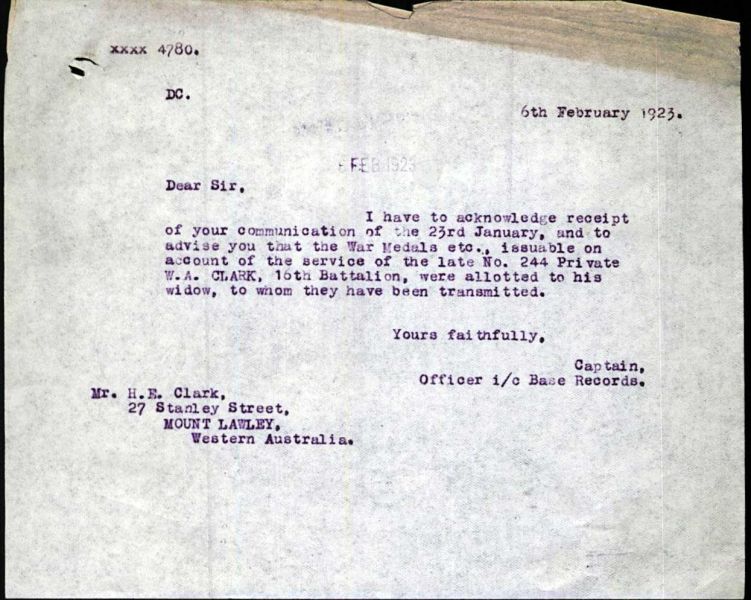 xxxx 4780.
DC.
6th February 1923.
FEB 1923
Dear Sir,
I have to acknowledge receipt
of your communication of the 23rd January, and to
advise you that the War Medals etc., issuable on
account of the service of the late No. 244 Private
W.A. CLARK, 16th Battalion, were allotted to his
widow, to whom they have been transmitted.
Yours faithfully,
Captain,
Officer i/c Base Records.
Mr. H.E. Clark,
27 Stanley Street,
MOUNT LAWLEY,
Western Australia.